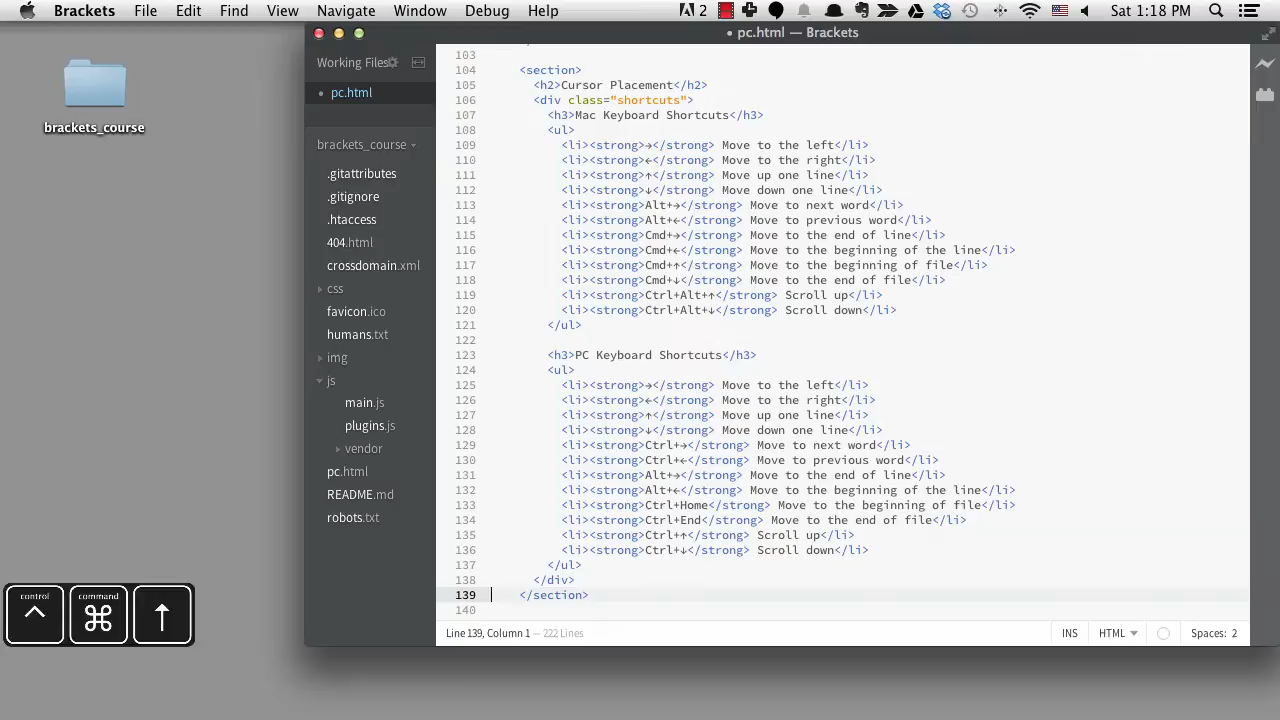 Brackets File Edit Find View Navigate Window Debug Help 2 Sat 1:18 PM
brackets_course
• pc.html — Brackets
Working Files
• pc.html
brackets_course
.gitattributes
.gitignore
.htaccess
404.html
crossdomain.xml
css
favicon.ico
humans.txt
img
js
main.js
plugins.js
vendor
pc.html
README.md
robots.txt
103
104 <section>
105 <h2>Cursor Placement</h2>
106 <div class="shortcuts">
107 <h3>Mac Keyboard Shortcuts</h3>
108 <ul>
109 <li><strong>→</strong> Move to the left</li>
110 <li><strong>←</strong> Move to the right</li>
111 <li><strong>↑</strong> Move up one line</li>
112 <li><strong>↓</strong> Move down one line</li>
113 <li><strong>Alt+→</strong> Move to next word</li>
114 <li><strong>Alt+←</strong> Move to previous word</li>
115 <li><strong>Cmd+→</strong> Move to the end of line</li>
116 <li><strong>Cmd+←</strong> Move to the beginning of the line</li>
117 <li><strong>Cmd+↑</strong> Move to the beginning of file</li>
118 <li><strong>Cmd+↓</strong> Move to the end of file</li>
119 <li><strong>Ctrl+Alt+↑</strong> Scroll up</li>
120 <li><strong>Ctrl+Alt+↓</strong> Scroll down</li>
121 </ul>
122
123 <h3>PC Keyboard Shortcuts</h3>
124 <ul>
125 <li><strong>→</strong> Move to the left</li>
126 <li><strong>←</strong> Move to the right</li>
127 <li><strong>↑</strong> Move up one line</li>
128 <li><strong>↓</strong> Move down one line</li>
129 <li><strong>Ctrl+→</strong> Move to next word</li>
130 <li><strong>Ctrl+←</strong> Move to previous word</li>
131 <li><strong>Alt+→</strong> Move to the end of line</li>
132 <li><strong>Alt+←</strong> Move to the beginning of the line</li>
133 <li><strong>Ctrl+Home</strong> Move to the beginning of file</li>
134 <li><strong>Ctrl+End</strong> Move to the end of file</li>
135 <li><strong>Ctrl+↑</strong> Scroll up</li>
136 <li><strong>Ctrl+↓</strong> Scroll down</li>
137 </ul>
138 </div>
139 </section>
140
Line 139, Column 1 — 222 Lines INS HTML Spaces: 2
control command
^ ⌘ ↑